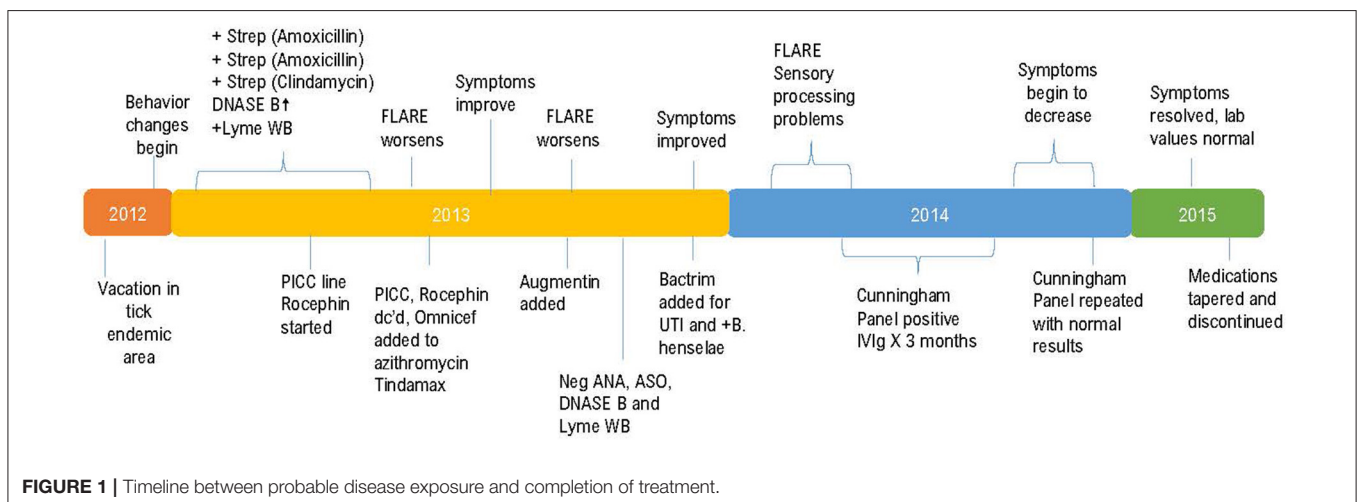 Behavior
changes
begin
+ Strep (Amoxicillin)
+ Strep (Amoxicillin)
+ Strep (Clindamycin)
DNASE B↑
+Lyme WB
FLARE
worsens
Symptoms
improve
FLARE
worsens
Symptoms
improved
FLARE
Sensory
processing
problems
Symptoms
begin to
decrease
Symptoms
resolved, lab
values normal
2012
2013
2014
2015
Vacation in
tick
endemic
area
PICC line
Rocephin
started
PICC, Rocephin
dc'd, Omnicef
added to
azithromycin
Tindamax
Augmentin
added
Neg ANA, ASO,
DNASE B and
Lyme WB
Bactrim
added for
UTI and +B.
henselae
Cunningham
Panel positive
IVIg X 3 months
Cunningham
Panel repeated
with normal
results
Medications
tapered and
discontinued
FIGURE 1 | Timeline between probable disease exposure and completion of treatment.